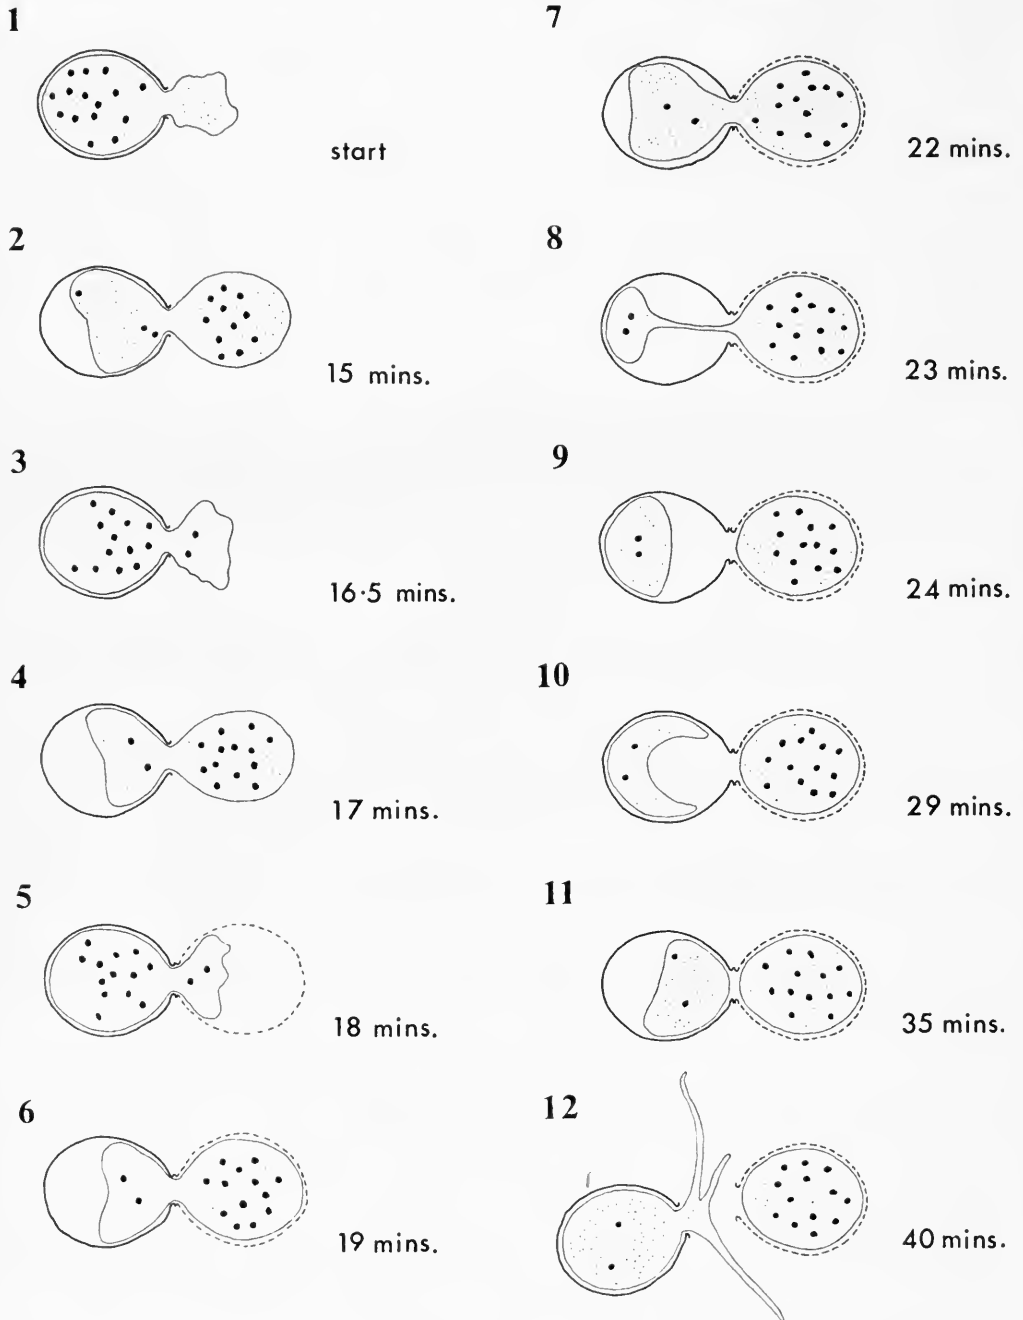 1
start
2
15 mins.
3
16·5 mins.
4
17 mins.
5
18 mins.
6
19 mins.
7
22 mins.
8
23 mins.
9
24 mins.
10
29 mins.
11
35 mins.
12
40 mins.